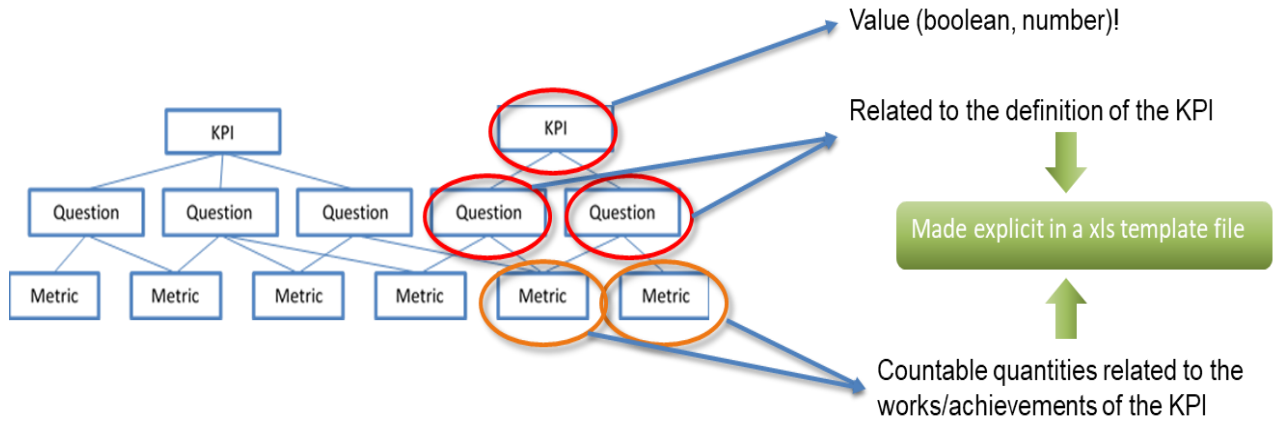 Value (boolean, number)!
KPI
KPI
Related to the definition of the KPI
Question
Question
Question
Question
Question
Made explicit in a xls template file
Metric
Metric
Metric
Metric
Metric
Metric
Countable quantities related to the
works/achievements of the KPI